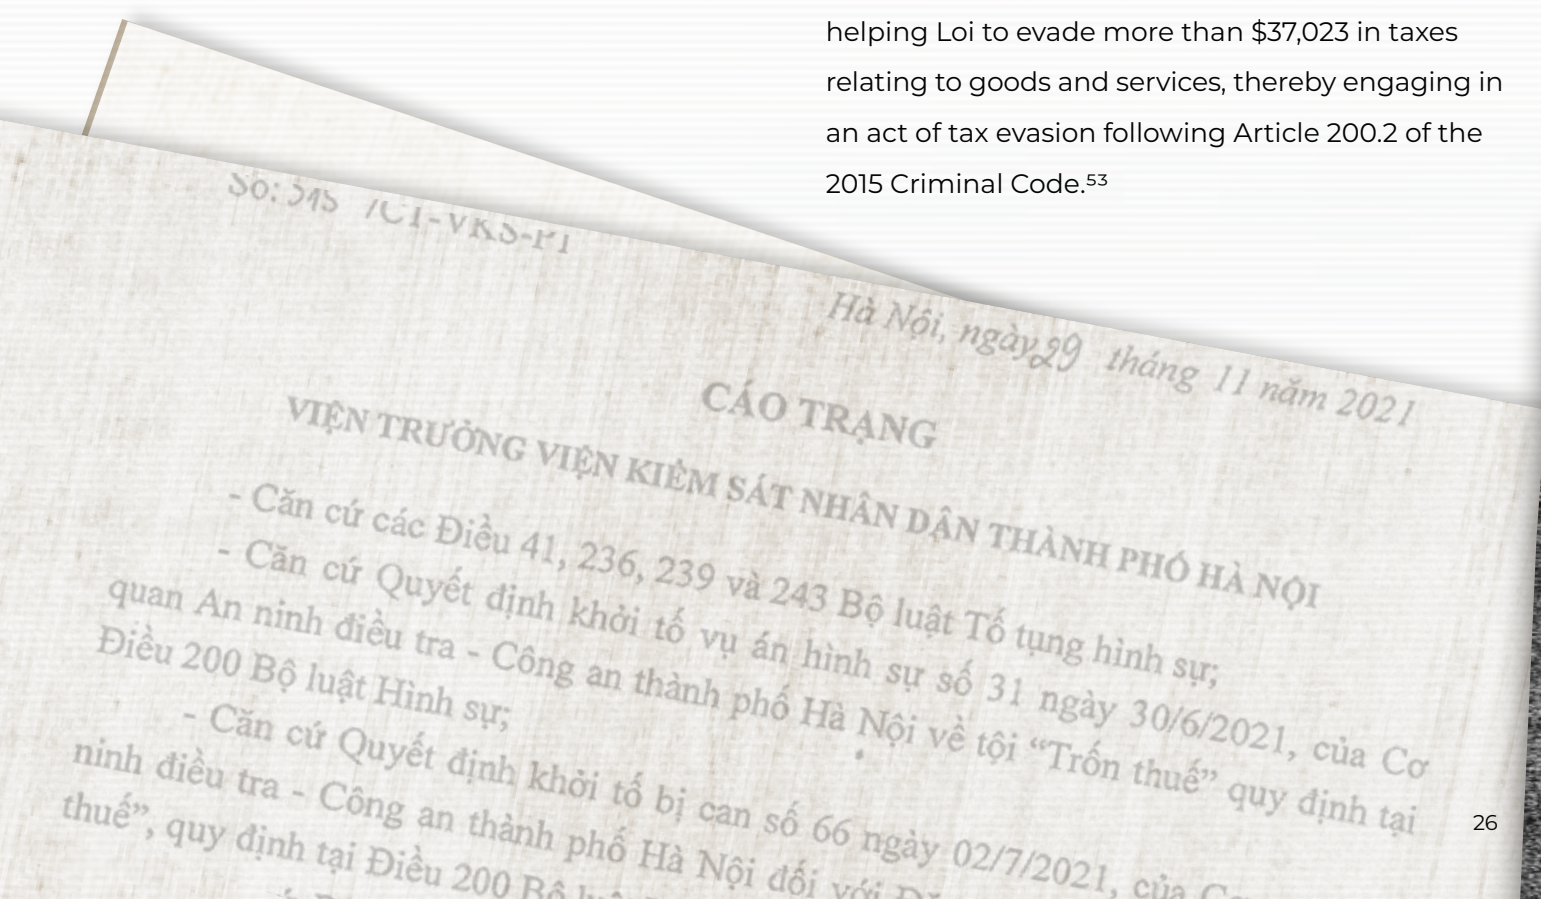 helping Loi to evade more than $37,023 in taxes
relating to goods and services, thereby engaging in
an act of tax evasion following Article 200.2 of the
2015 Criminal Code.⁵³
Hà Nội, ngày 29 tháng 11 năm 2021
CÁO TRẠNG
VIỆN TRƯỞNG VIỆN KIỂM SÁT NHÂN DÂN THÀNH PHỐ HÀ NỘI
- Căn cứ các Điều 41, 236, 239 và 243 Bộ luật Tố tụng hình sự;
- Căn cứ Quyết định khởi tố vụ án hình sự số 31 ngày 30/6/2021, của Cơ
quan An ninh điều tra - Công an thành phố Hà Nội về tội “Trốn thuế” quy định tại
Điều 200 Bộ luật Hình sự;
- Căn cứ Quyết định khởi tố bị can số 66 ngày 02/7/2021, của
ninh điều tra - Công an thành phố Hà Nội đối với
thuế”, quy định tại Điều 200 Bộ
26